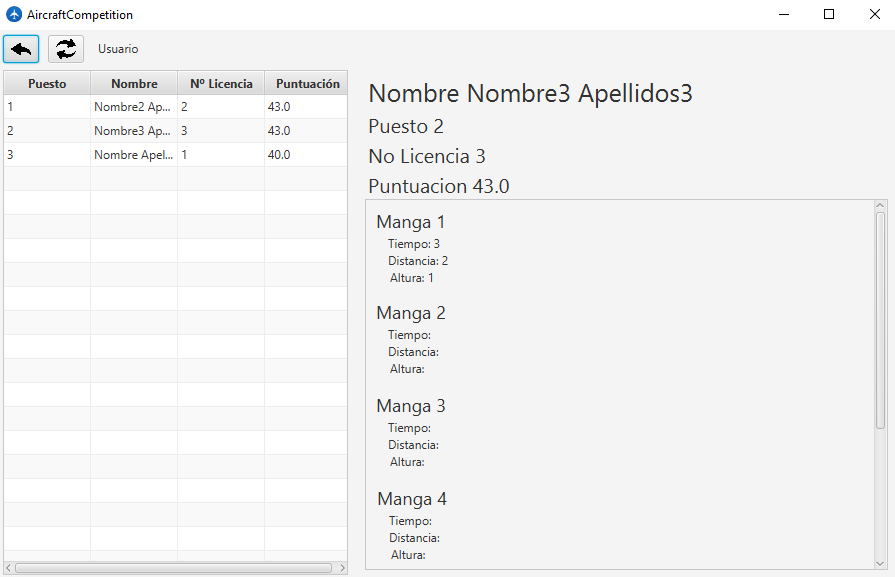 AircraftCompetition
Usuario
Puesto Nombre Nº Licencia Puntuación
1 Nombre2 Ap... 2 43.0
2 Nombre3 Ap... 3 43.0
3 Nombre Apel... 1 40.0
Nombre Nombre3 Apellidos3
Puesto 2
No Licencia 3
Puntuacion 43.0
Manga 1
Tiempo: 3
Distancia: 2
Altura: 1
Manga 2
Tiempo:
Distancia:
Altura:
Manga 3
Tiempo:
Distancia:
Altura:
Manga 4
Tiempo:
Distancia:
Altura: